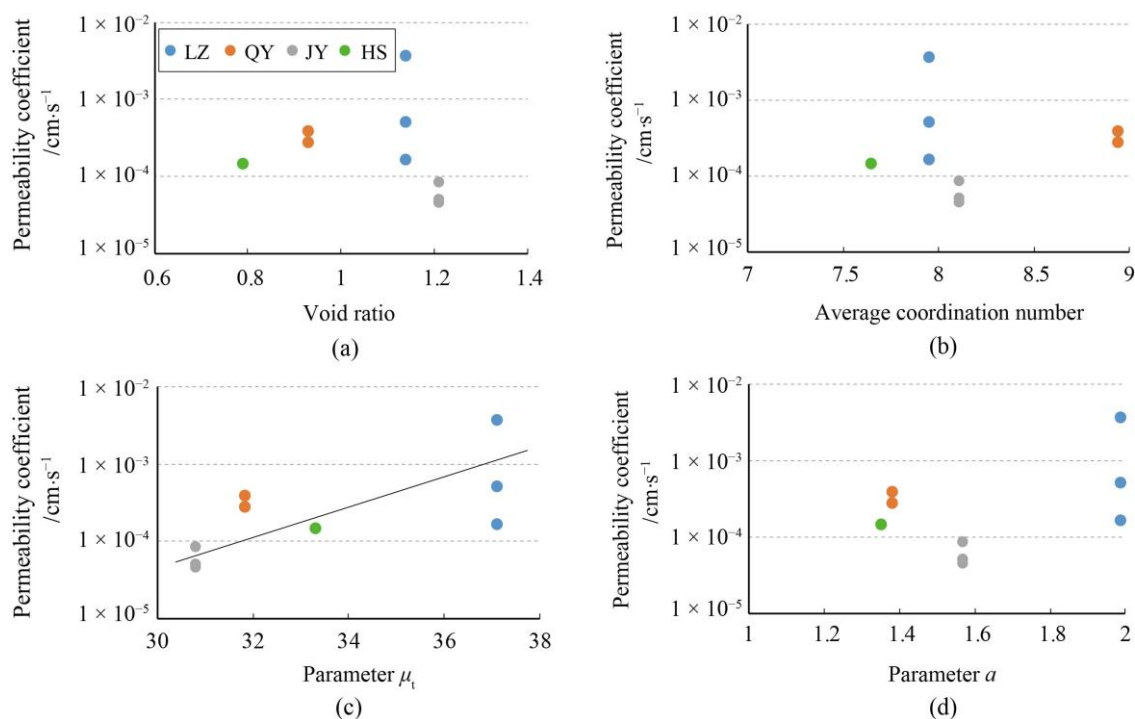 Permeability coefficient
/cm·s⁻¹
1 × 10⁻²
1 × 10⁻³
1 × 10⁻⁴
1 × 10⁻⁵
LZ QY JY HS
0.6 0.8 1 1.2 1.4
Void ratio
(a)
Permeability coefficient
/cm·s⁻¹
1 × 10⁻²
1 × 10⁻³
1 × 10⁻⁴
1 × 10⁻⁵
7 7.5 8 8.5 9
Average coordination number
(b)
Permeability coefficient
/cm·s⁻¹
1 × 10⁻²
1 × 10⁻³
1 × 10⁻⁴
1 × 10⁻⁵
30 32 34 36 38
Parameter μₜ
(c)
Permeability coefficient
/cm·s⁻¹
1 × 10⁻²
1 × 10⁻³
1 × 10⁻⁴
1 × 10⁻⁵
1 1.2 1.4 1.6 1.8 2
Parameter a
(d)